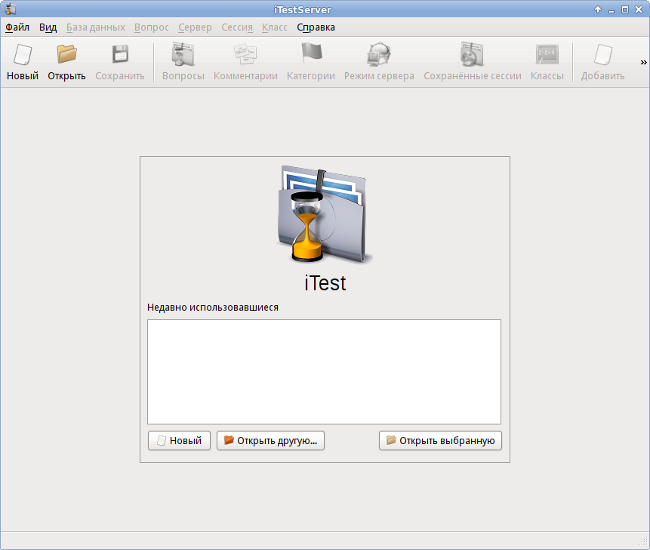 iTestServer
Файл Вид База данных Вопрос Сервер Сессия Класс Справка
Новый Открыть Сохранить Вопросы Комментарии Категории Режим сервера Сохранённые сессии Классы Добавить »
iTest
Недавно использовавшиеся
Новый Открыть другую... Открыть выбранную